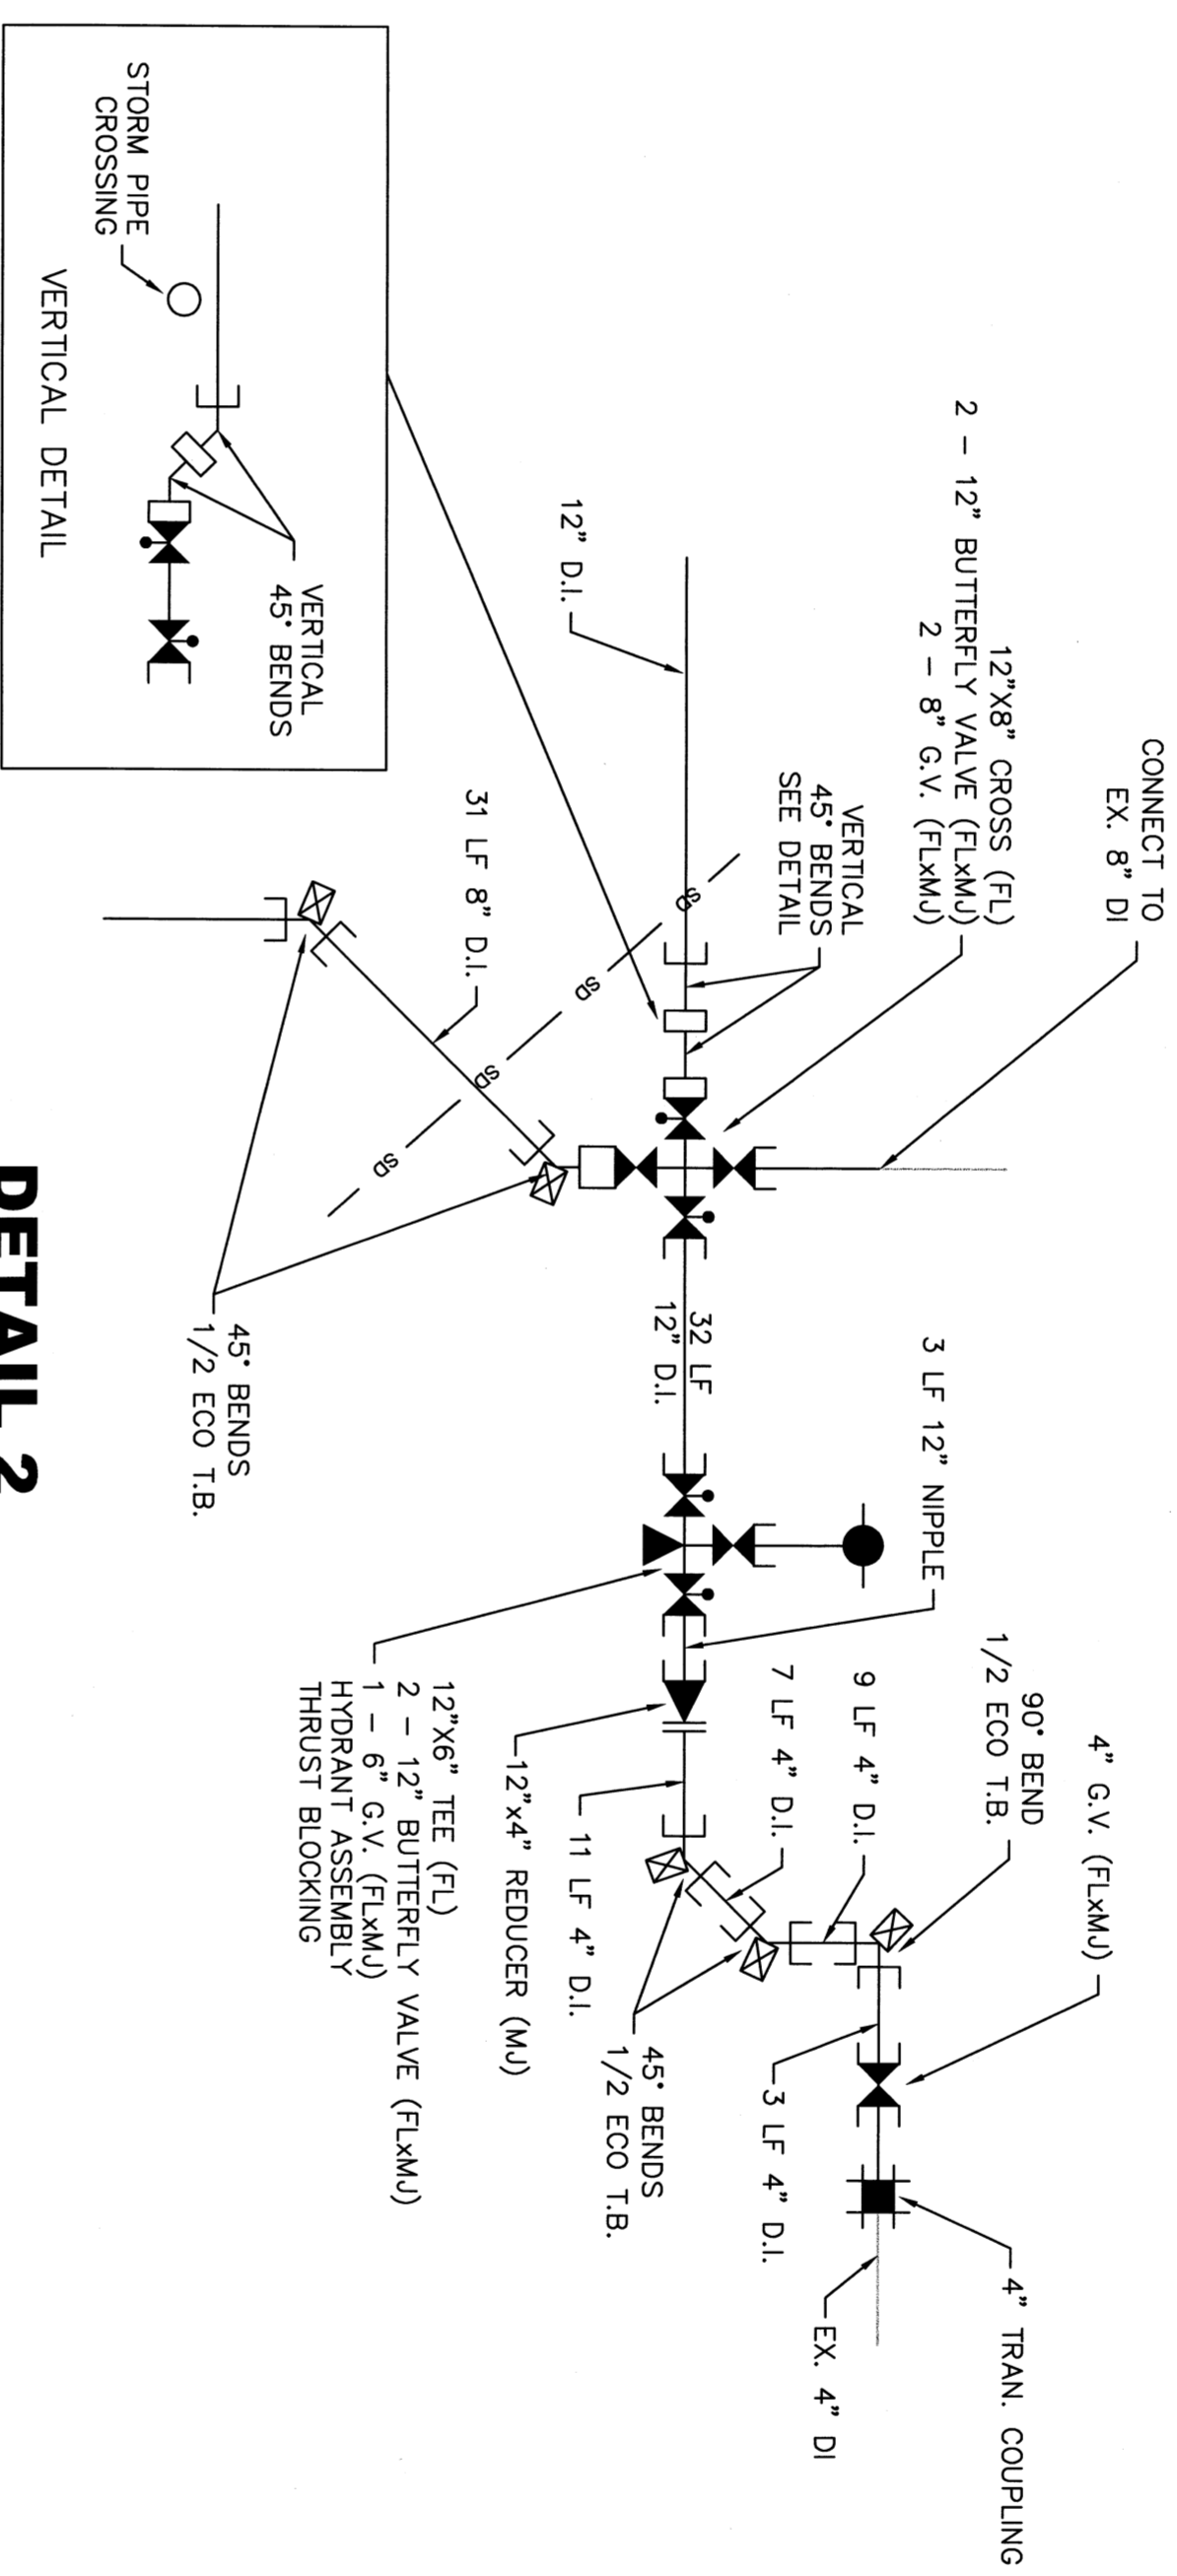 CONNECT TO
EX. 8" DI
12"X8" CROSS (FL)
2 - 12" BUTTERFLY VALVE (FLxMJ)
2 - 8" G.V. (FLxMJ)
VERTICAL
45° BENDS
SEE DETAIL
12" D.I.
SD
SD
SD
SD
31 LF 8" D.I.
VERTICAL
45° BENDS
STORM PIPE
CROSSING
VERTICAL DETAIL
32 LF
12" D.I.
45° BENDS
1/2 ECO T.B.
3 LF 12" NIPPLE
12"X6" TEE (FL)
2 - 12" BUTTERFLY VALVE (FLxMJ)
1 - 6" G.V. (FLxMJ)
HYDRANT ASSEMBLY
THRUST BLOCKING
4" G.V. (FLxMJ)
90° BEND
1/2 ECO T.B.
9 LF 4" D.I.
7 LF 4" D.I.
12"x4" REDUCER (MJ)
11 LF 4" D.I.
45° BENDS
1/2 ECO T.B.
3 LF 4" D.I.
4" TRAN. COUPLING
EX. 4" DI
DETAIL 2